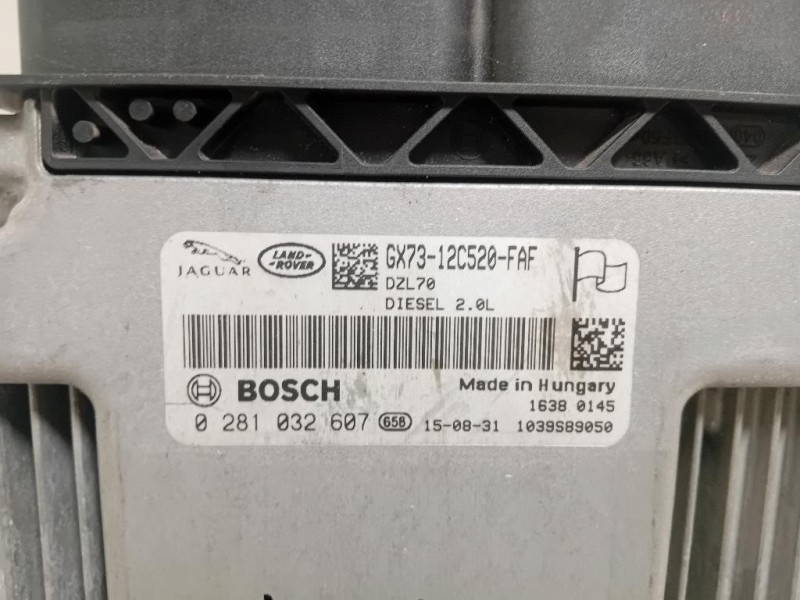 JAGUAR
LAND-
-ROVER
GX73-12C520-FAF
DZL70
DIESEL 2.0L
BOSCH
Made in Hungary
1638 0145
0 281 032 607 658 15-08-31 1039S89050